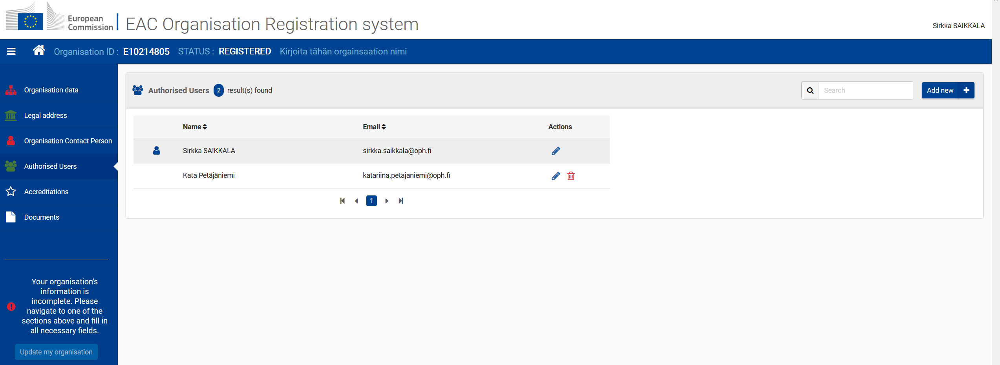 European
Commission
EAC Organisation Registration system
Sirkka SAIKKALA
Organisation ID : E10214805 STATUS : REGISTERED Kirjoita tähän orgainsaation nimi
Organisation data
Legal address
Organisation Contact Person
Authorised Users
Accreditations
Documents
Your organisation's
information is
incomplete. Please
navigate to one of the
sections above and fill in
all necessary fields.
Update my organisation
Authorised Users 2 result(s) found
Search
Add new
Name Email Actions
Sirkka SAIKKALA sirkka.saikkala@oph.fi
Kata Petäjäniemi katariina.petajaniemi@oph.fi
1